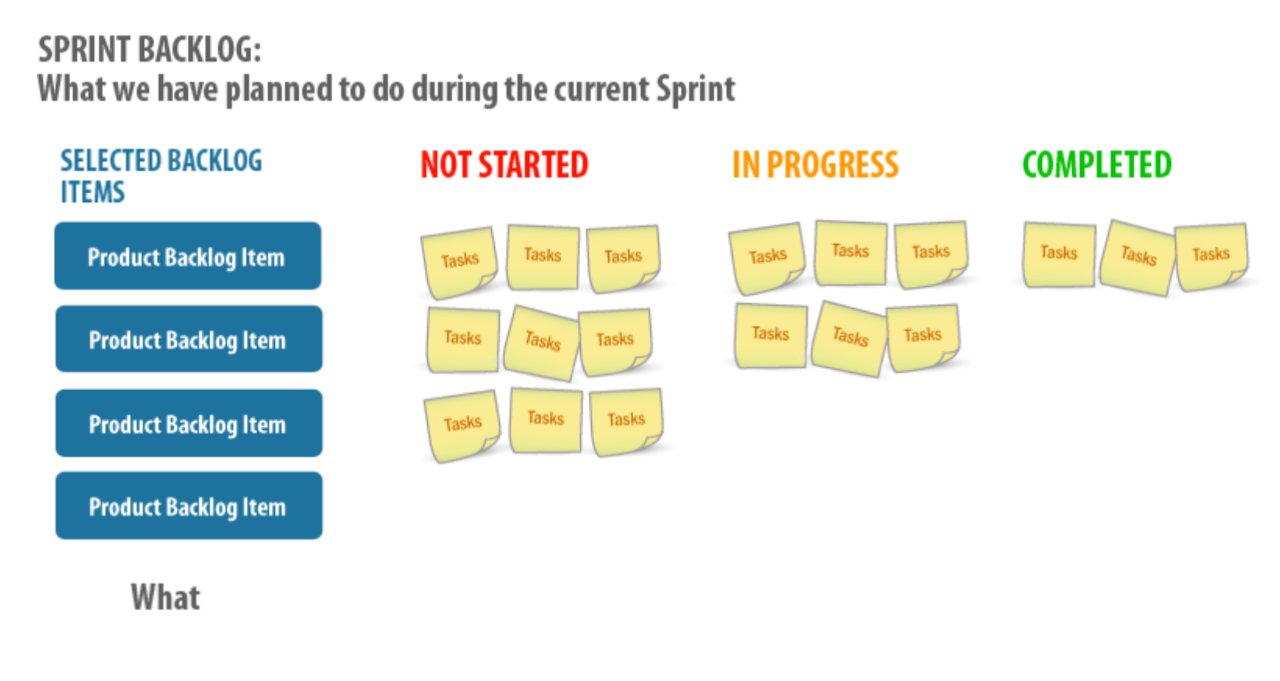 SPRINT BACKLOG:
What we have planned to do during the current Sprint
SELECTED BACKLOG
ITEMS
NOT STARTED
IN PROGRESS
COMPLETED
Product Backlog Item
Tasks Tasks Tasks
Tasks Tasks Tasks
Tasks Tasks Tasks
Product Backlog Item
Tasks Tasks Tasks
Tasks Tasks Tasks
Product Backlog Item
Tasks Tasks Tasks
Product Backlog Item
What